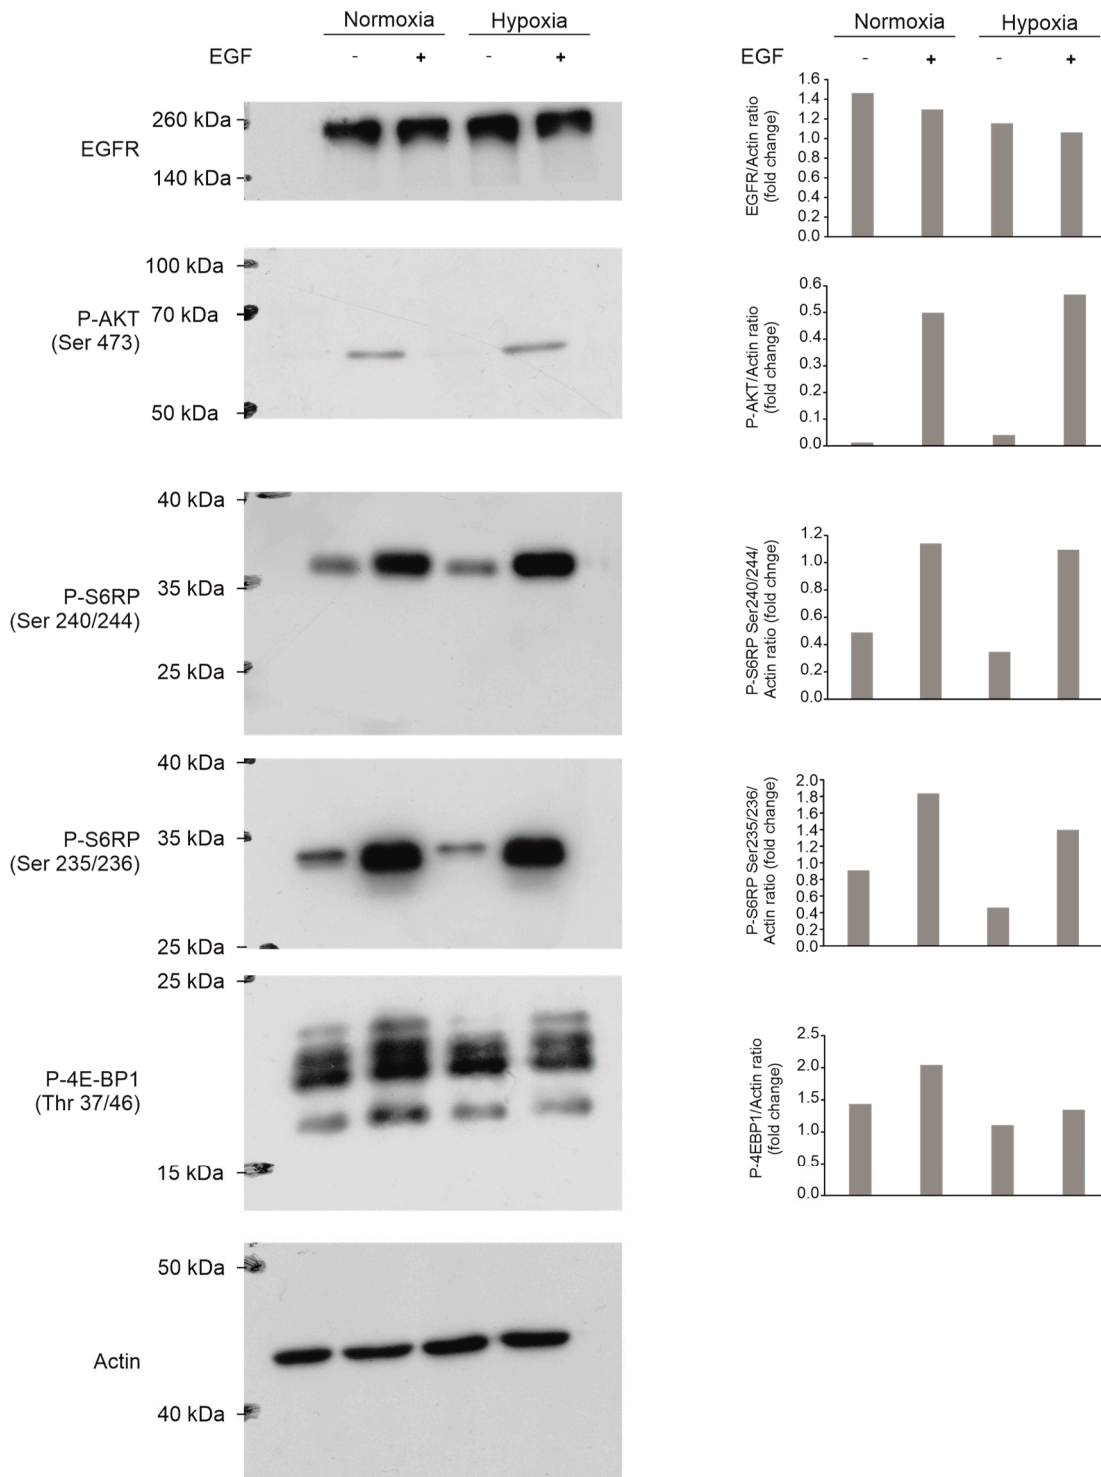 Normoxia
Hypoxia
EGF
- + - +
260 kDa
EGFR
140 kDa
100 kDa
70 kDa
P-AKT
(Ser 473)
50 kDa
40 kDa
35 kDa
P-S6RP
(Ser 240/244)
25 kDa
40 kDa
35 kDa
P-S6RP
(Ser 235/236)
25 kDa
25 kDa
P-4E-BP1
(Thr 37/46)
15 kDa
50 kDa
Actin
40 kDa
Normoxia
Hypoxia
EGF
- + - +
EGFR/Actin ratio
(fold change)
1.6
1.4
1.2
1.0
0.8
0.6
0.4
0.2
0.0
P-AKT/Actin ratio
(fold change)
0.6
0.5
0.4
0.3
0.2
0.1
0.0
P-S6RP Ser240/244/
Actin ratio (fold chnge)
1.2
1.0
0.8
0.6
0.4
0.2
0.0
P-S6RP Ser235/236/
Actin ratio (fold change)
2.0
1.8
1.6
1.4
1.2
1.0
0.8
0.6
0.4
0.2
0.0
P-4EBP1/Actin ratio
(fold change)
2.5
2.0
1.5
1.0
0.5
0.0